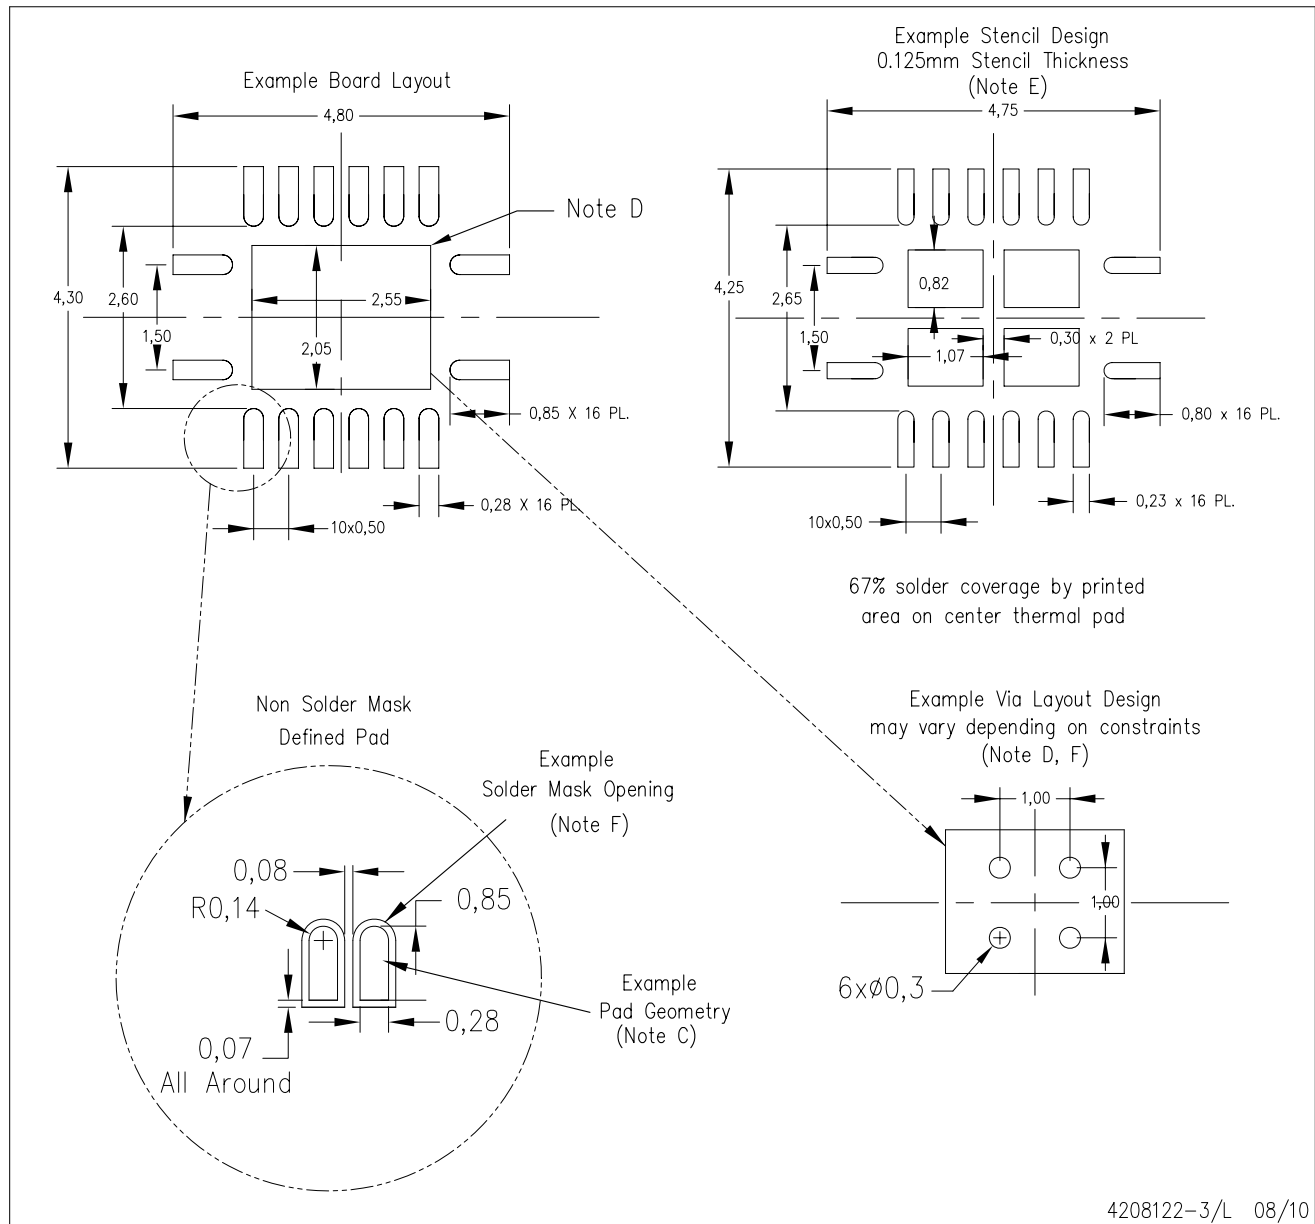 Example Board Layout
4,80
Note D
4,30
2,60
1,50
2,55
2,05
0,85 X 16 PL.
0,28 X 16 PL
10x0,50
Example Stencil Design
0.125mm Stencil Thickness
(Note E)
4,75
4,25
2,65
1,50
0,82
0,30 x 2 PL
1,07
0,80 x 16 PL.
0,23 x 16 PL.
10x0,50
67% solder coverage by printed
area on center thermal pad
Non Solder Mask
Defined Pad
Example
Solder Mask Opening
(Note F)
0,08
R0,14
0,85
Example
Pad Geometry
(Note C)
0,28
0,07
All Around
Example Via Layout Design
may vary depending on constraints
(Note D, F)
1,00
1,00
6xø0,3
4208122-3/L 08/10